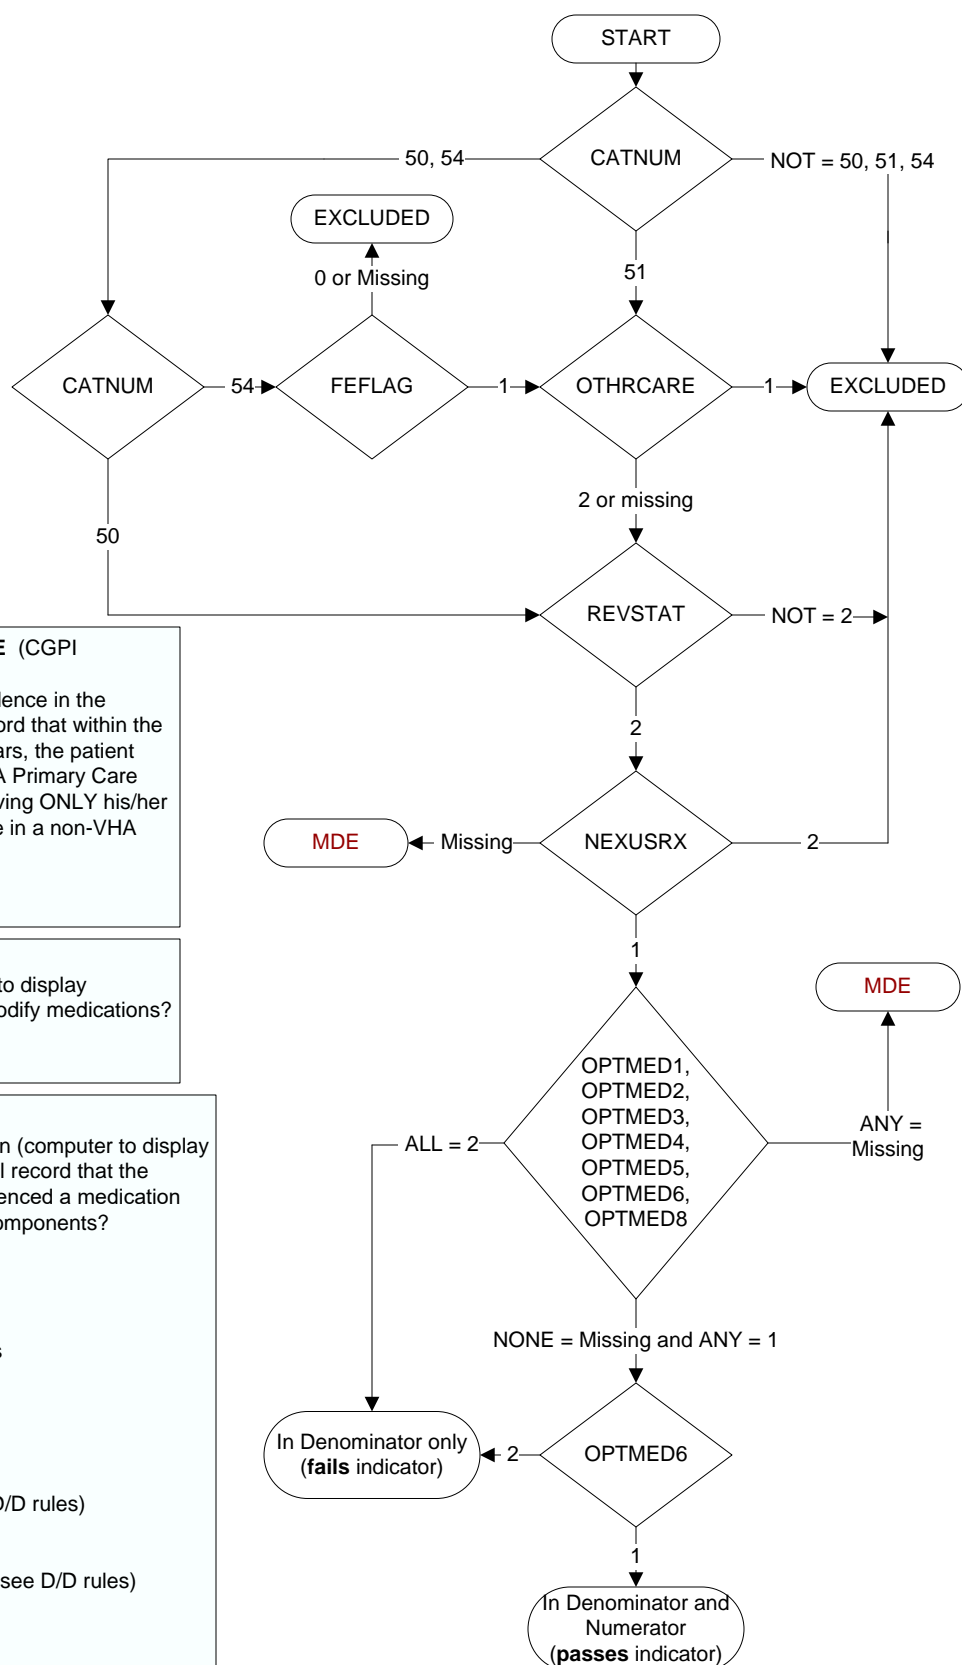 START
CATNUM
50, 54
NOT = 50, 51, 54
EXCLUDED
0 or Missing
51
CATNUM
54
FEFLAG
1
OTHRCARE
1
EXCLUDED
2 or missing
50
REVSTAT
NOT = 2
E (CGPI
dence in the
ord that within the
ars, the patient
A Primary Care
ving ONLY his/her
e in a non-VHA
2
MDE
Missing
NEXUSRX
2
1
to display
odify medications?
MDE
OPTMED1,
OPTMED2,
OPTMED3,
OPTMED4,
OPTMED5,
OPTMED6,
OPTMED8
ALL = 2
ANY =
Missing
n (computer to display
l record that the
enced a medication
omponents?
s
D/D rules)
see D/D rules)
NONE = Missing and ANY = 1
In Denominator only
(fails indicator)
2
OPTMED6
1
In Denominator and
Numerator
(passes indicator)